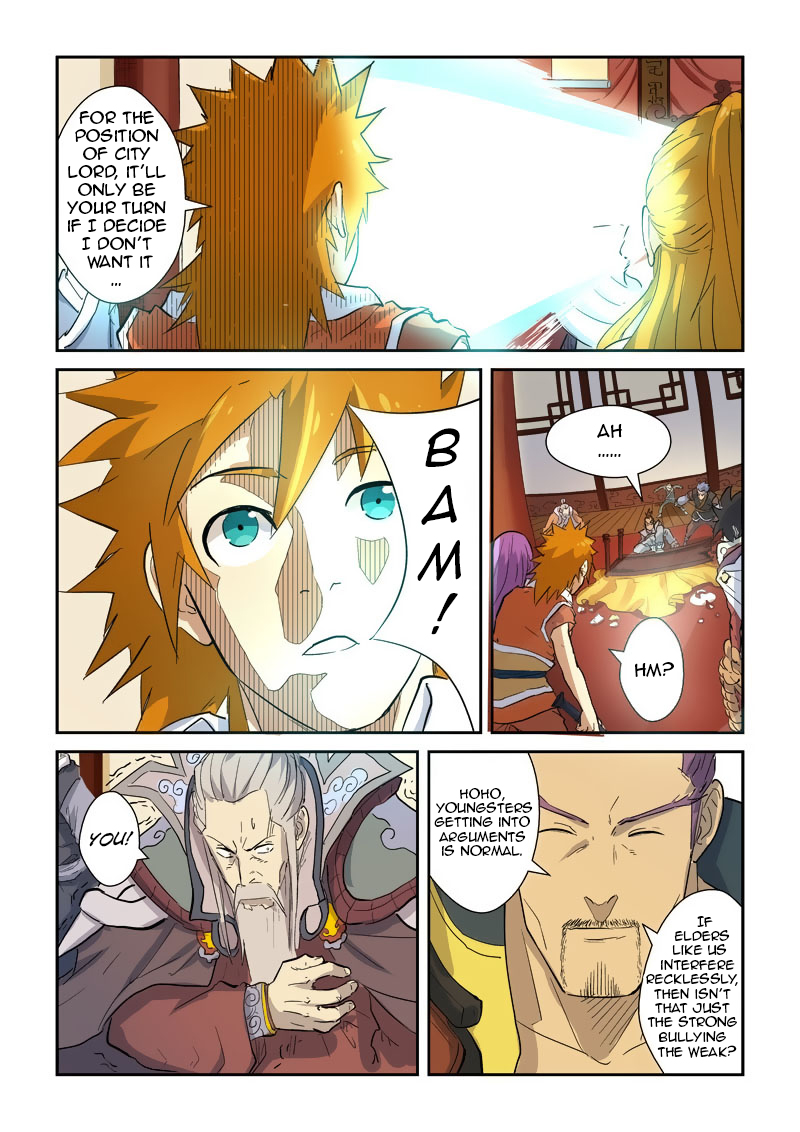 FOR THE
POSITION
OF CITY
LORD, IT'LL
ONLY BE
YOUR TURN
IF I DECIDE
I DON'T
WANT IT
...
BAM!
AH
......
HM?
YOU!
HOHO,
YOUNGSTERS
GETTING INTO
ARGUMENTS
IS NORMAL.
IF
ELDERS
LIKE US
INTERFERE
RECKLESSLY,
THEN ISN'T
THAT JUST
THE STRONG
BULLYING
THE WEAK?